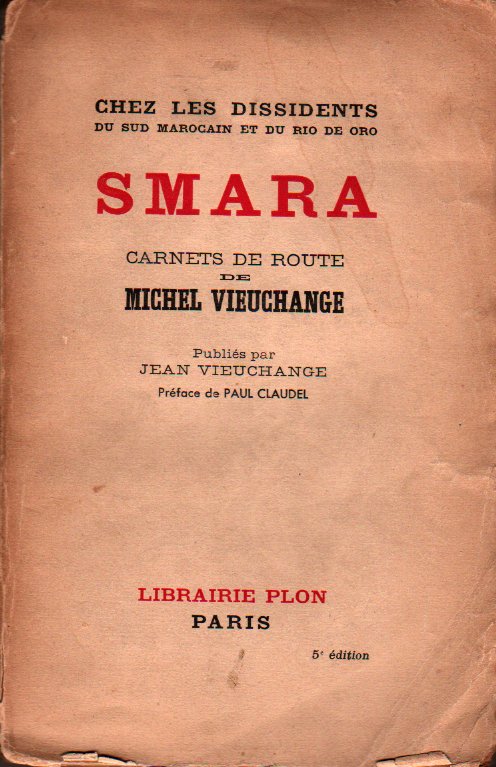 CHEZ LES DISSIDENTS
DU SUD MAROCAIN ET DU RIO DE ORO
SMARA
CARNETS DE ROUTE
DE
MICHEL VIEUCHANGE
Publiés par
JEAN VIEUCHANGE
Préface de PAUL CLAUDEL
LIBRAIRIE PLON
PARIS
5ᵉ édition